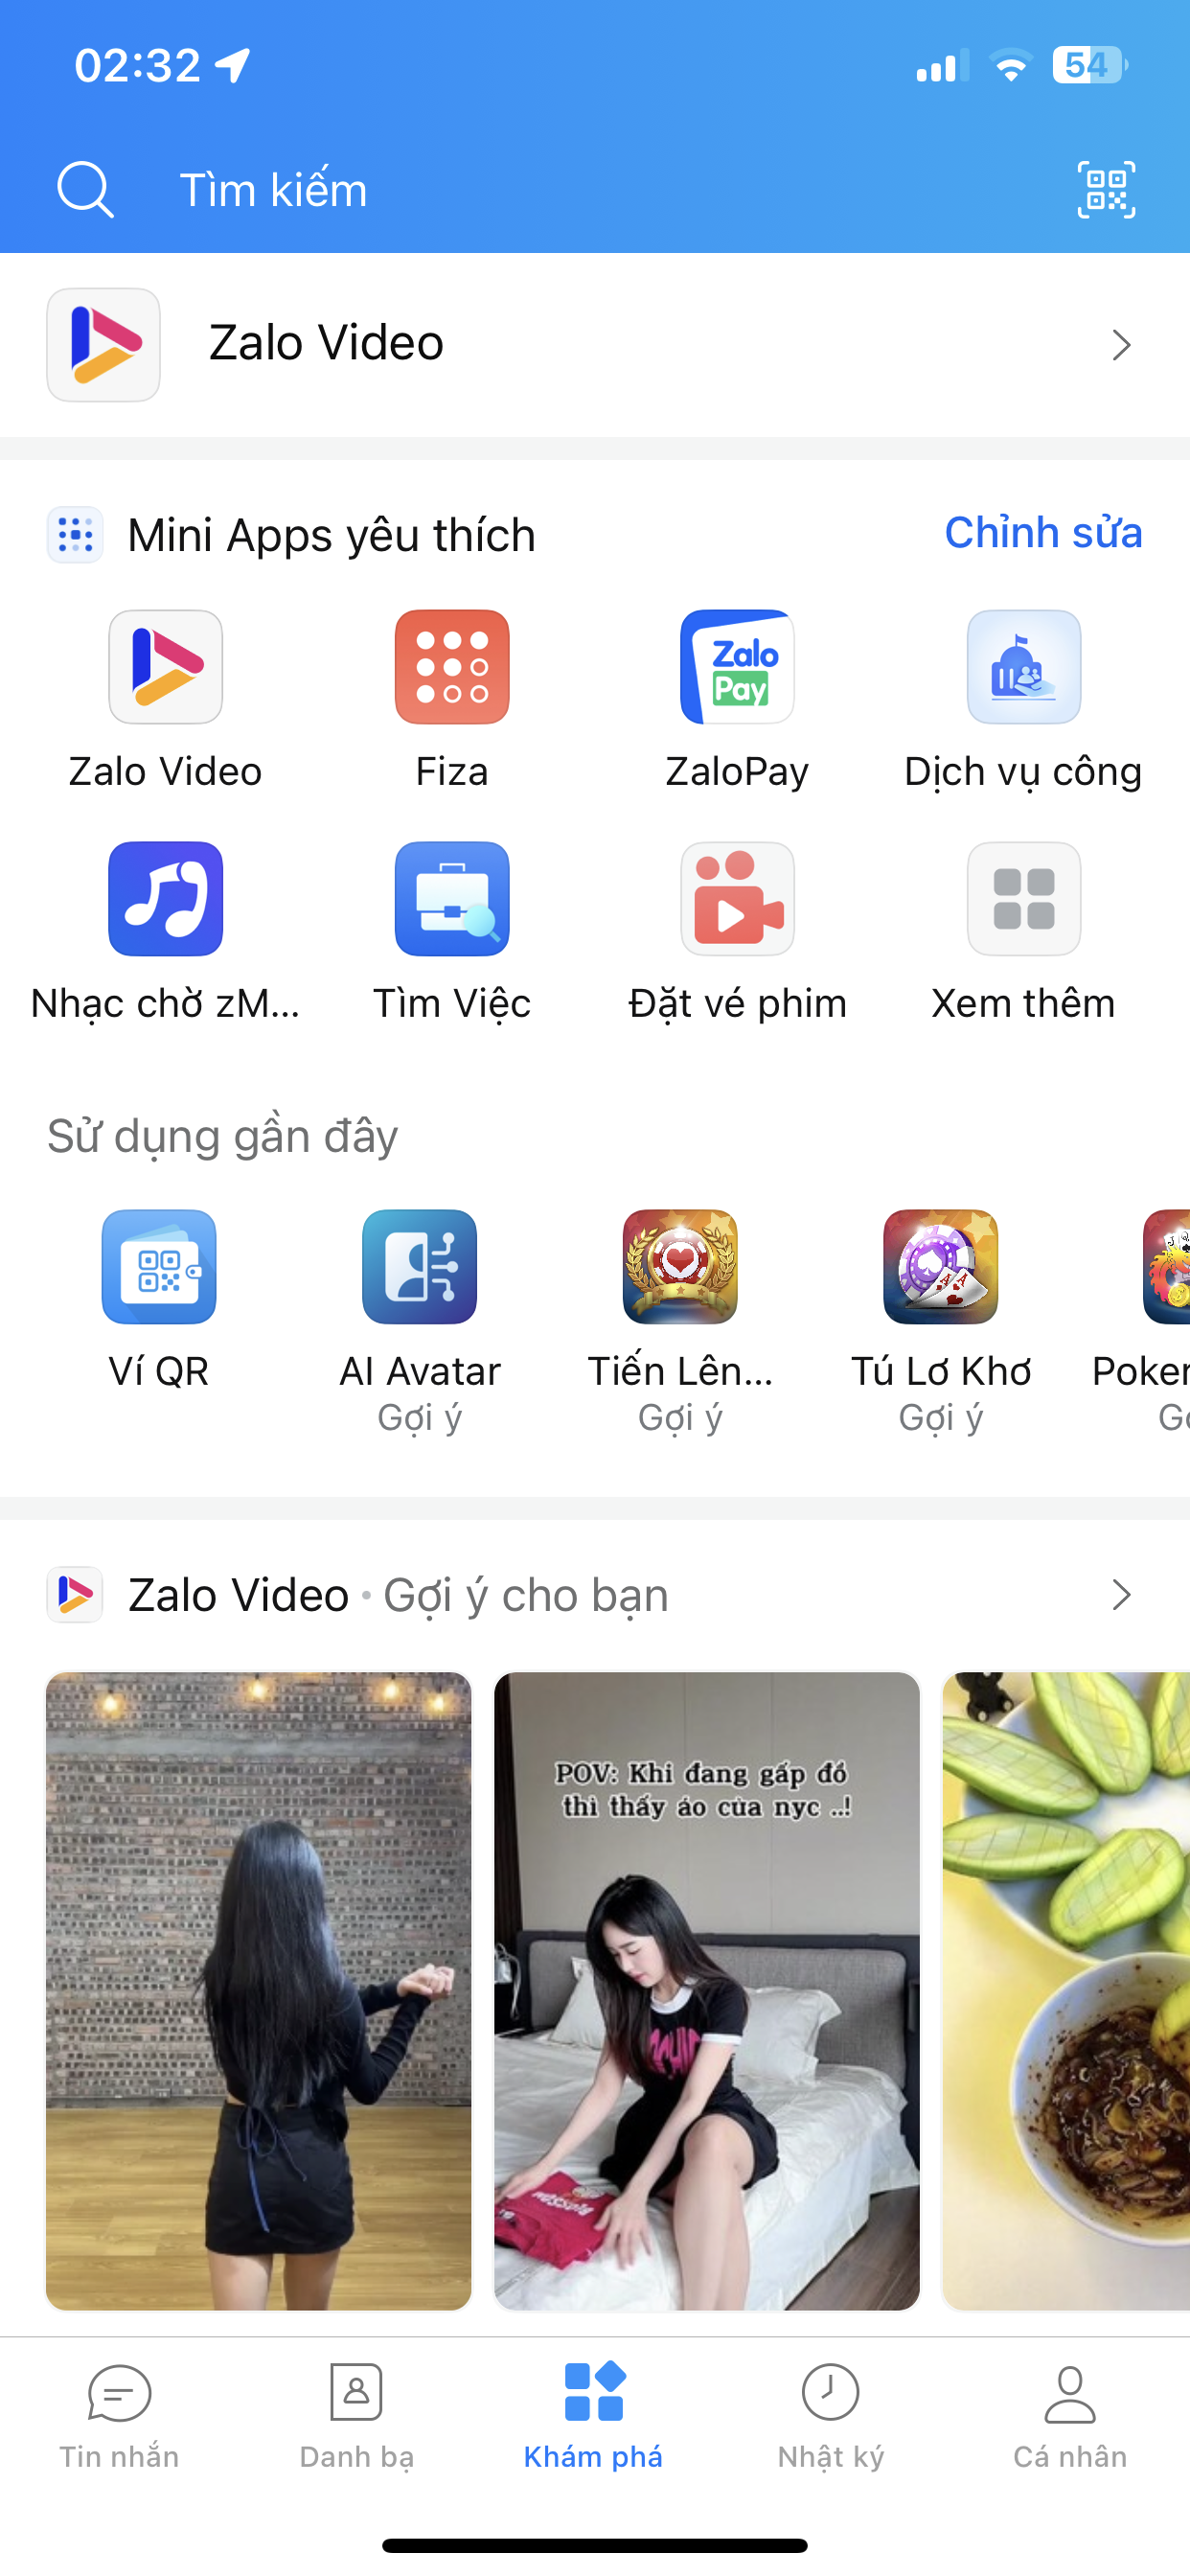 02:32
54
Tìm kiếm
Zalo Video
Mini Apps yêu thích
Chỉnh sửa
Zalo
Pay
Zalo Video
Fiza
ZaloPay
Dịch vụ công
Nhạc chờ zM...
Tìm Việc
Đặt vé phim
Xem thêm
Sử dụng gần đây
Ví QR
AI Avatar
Tiến Lên...
Tú Lơ Khơ
Poker
Gợi ý
Gợi ý
Gợi ý
Zalo Video • Gợi ý cho bạn
POV: Khi đang gấp đồ
thì thấy áo của nyc ..!
Tin nhắn
Danh bạ
Khám phá
Nhật ký
Cá nhân